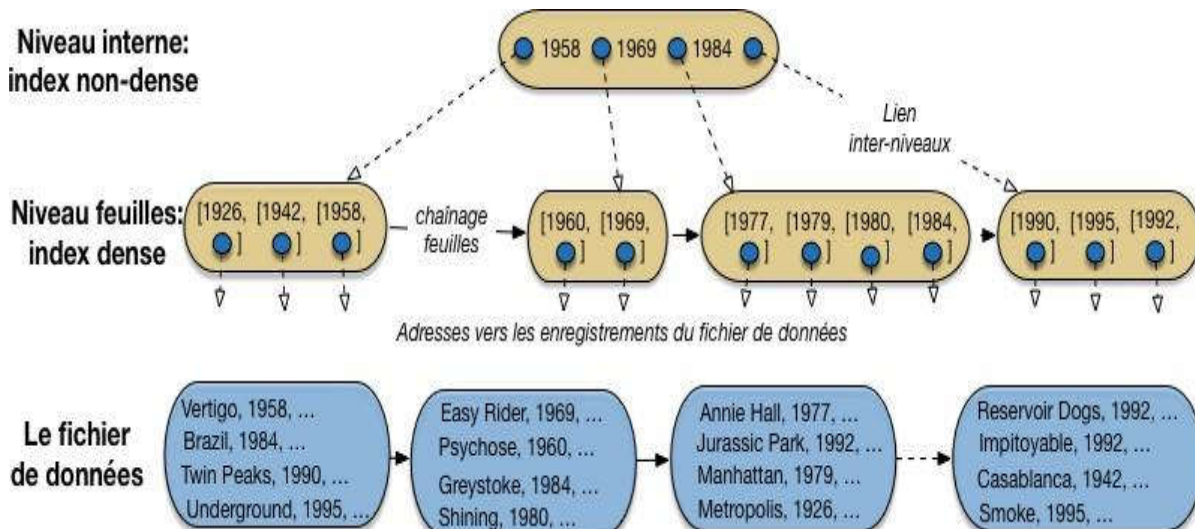 Niveau interne:
index non-dense
1958 1969 1984
Lien
inter-niveaux
Niveau feuilles:
index dense
[1926, ] [1942, ] [1958, ]
chaînage
feuilles
[1960, ] [1969, ]
[1977, ] [1979, ] [1980, ] [1984, ]
[1990, ] [1995, ] [1992, ]
Adresses vers les enregistrements du fichier de données
Le fichier
de données
Vertigo, 1958, ...
Brazil, 1984, ...
Twin Peaks, 1990, ...
Underground, 1995, ...
Easy Rider, 1969, ...
Psychose, 1960, ...
Greystoke, 1984, ...
Shining, 1980, ...
Annie Hall, 1977, ...
Jurassic Park, 1992, ...
Manhattan, 1979, ...
Metropolis, 1926, ...
Reservoir Dogs, 1992, ...
Impitoyable, 1992, ...
Casablanca, 1942, ...
Smoke, 1995, ...